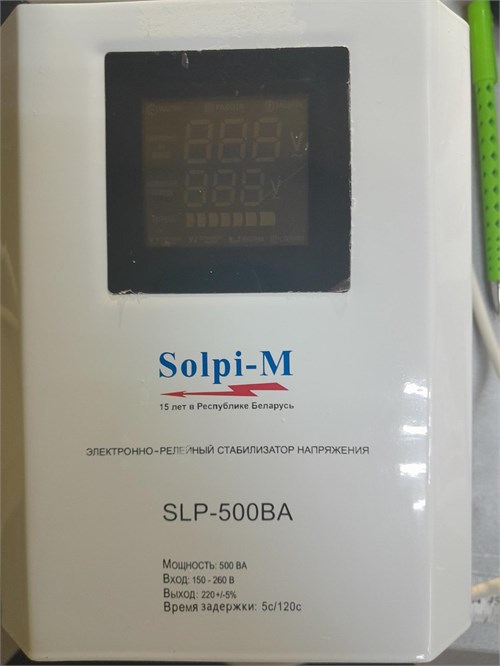 888 V
888 V
Solpi-M
15 лет в Республике Беларусь
ЭЛЕКТРОННО-РЕЛЕЙНЫЙ СТАБИЛИЗАТОР НАПРЯЖЕНИЯ
SLP-500ВА
Мощность: 500 ВА
Вход: 150 - 260 В
Выход: 220+/-5%
Время задержки: 5с/120с